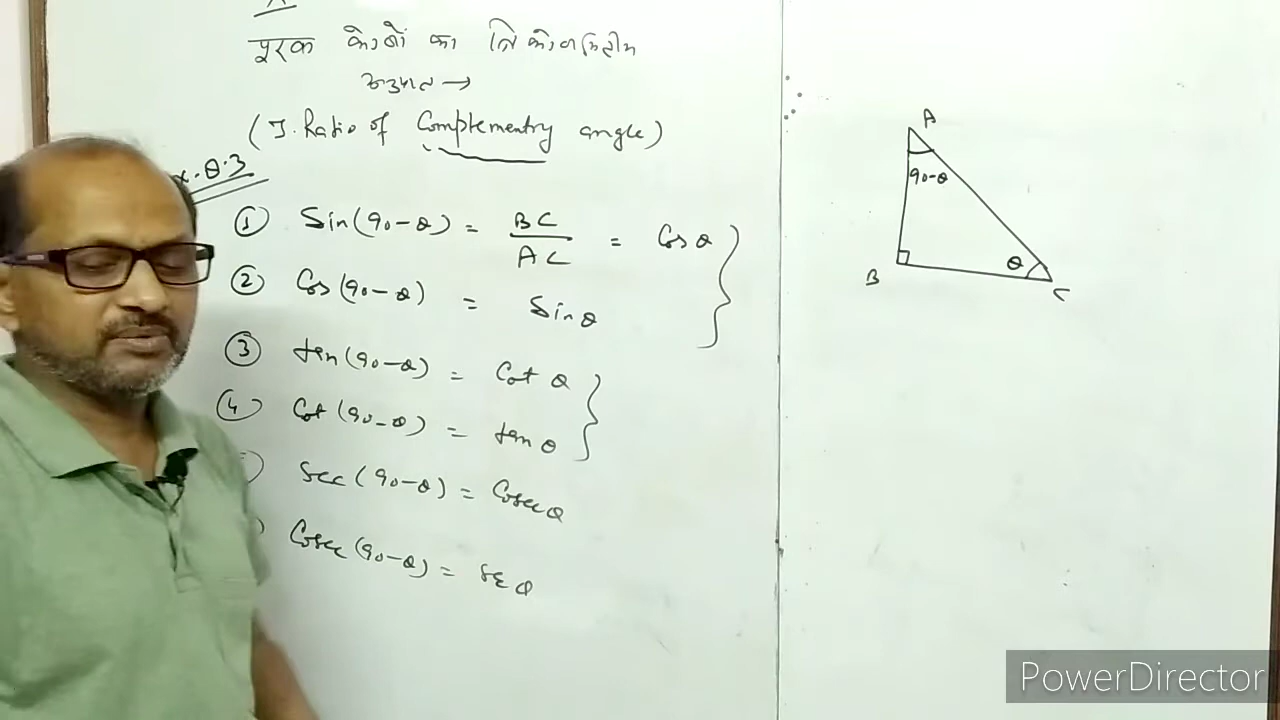 पूरक कोणों का त्रिकोणमितीय
अनुपात →
(T. Ratio of Complementry angle)
x. 8.3
① Sin(90-θ) = BC/AC = Cos θ
② Cos(90-θ) = Sin θ
③ tan(90-θ) = Cot θ
④ Cot(90-θ) = tan θ
Sec(90-θ) = Cosec θ
Cosec(90-θ) = Sec θ
A
90-θ
θ
B
C
PowerDirector